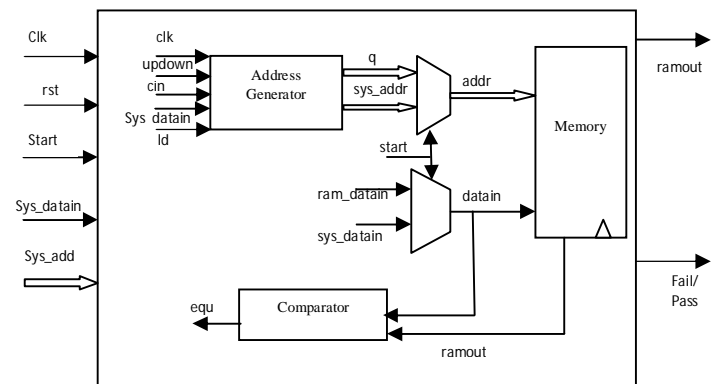 Clk
rst
Start
Sys_datain
Sys_add
clk
updown
cin
Sys datain
ld
Address
Generator
q
sys_addr
addr
start
ram_datain
sys_datain
datain
Memory
Comparator
equ
ramout
ramout
Fail/
Pass